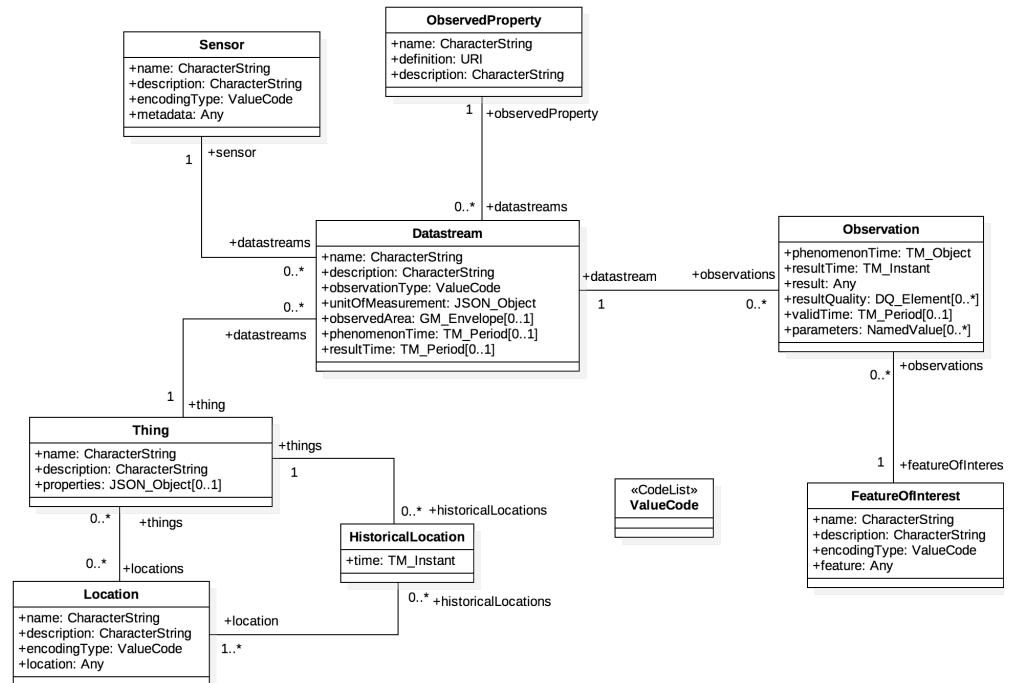 ObservedProperty
+name: CharacterString
+definition: URI
+description: CharacterString
Sensor
+name: CharacterString
+description: CharacterString
+encodingType: ValueCode
+metadata: Any
1
+observedProperty
1
+sensor
0..*
+datastreams
+datastreams
0..*
Datastream
+name: CharacterString
+description: CharacterString
+observationType: ValueCode
+unitOfMeasurement: JSON_Object
+observedArea: GM_Envelope[0..1]
+phenomenonTime: TM_Period[0..1]
+resultTime: TM_Period[0..1]
+datastream
1
+observations
0..*
Observation
+phenomenonTime: TM_Object
+resultTime: TM_Instant
+result: Any
+resultQuality: DQ_Element[0..*]
+validTime: TM_Period[0..1]
+parameters: NamedValue[0..*]
0..*
+datastreams
0..*
+observations
1
+thing
Thing
+name: CharacterString
+description: CharacterString
+properties: JSON_Object[0..1]
+things
1
1
+featureOfInteres
«CodeList»
ValueCode
FeatureOfInterest
+name: CharacterString
+description: CharacterString
+encodingType: ValueCode
+feature: Any
0..*
+things
0..*
+historicalLocations
HistoricalLocation
+time: TM_Instant
0..*
+locations
0..*
+historicalLocations
Location
+name: CharacterString
+description: CharacterString
+encodingType: ValueCode
+location: Any
+location
1..*